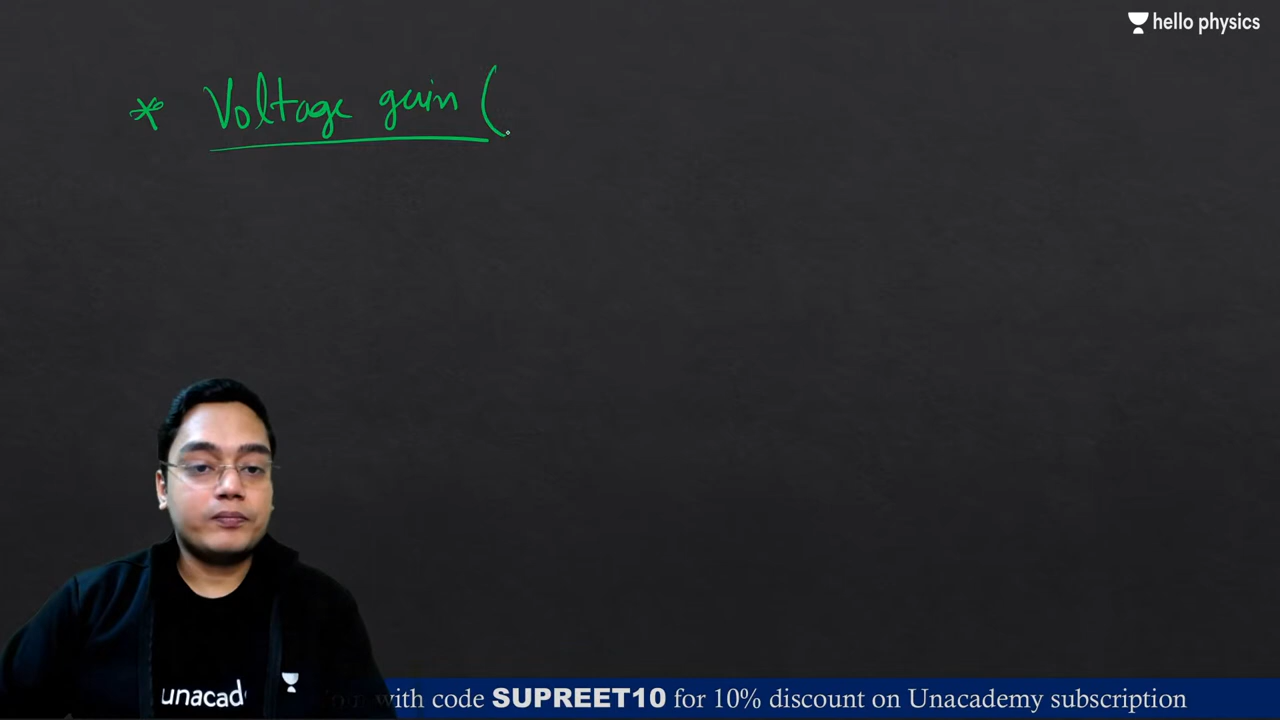 hello physics
* Voltage gain (
unacad
with code SUPREET10 for 10% discount on Unacademy subscription